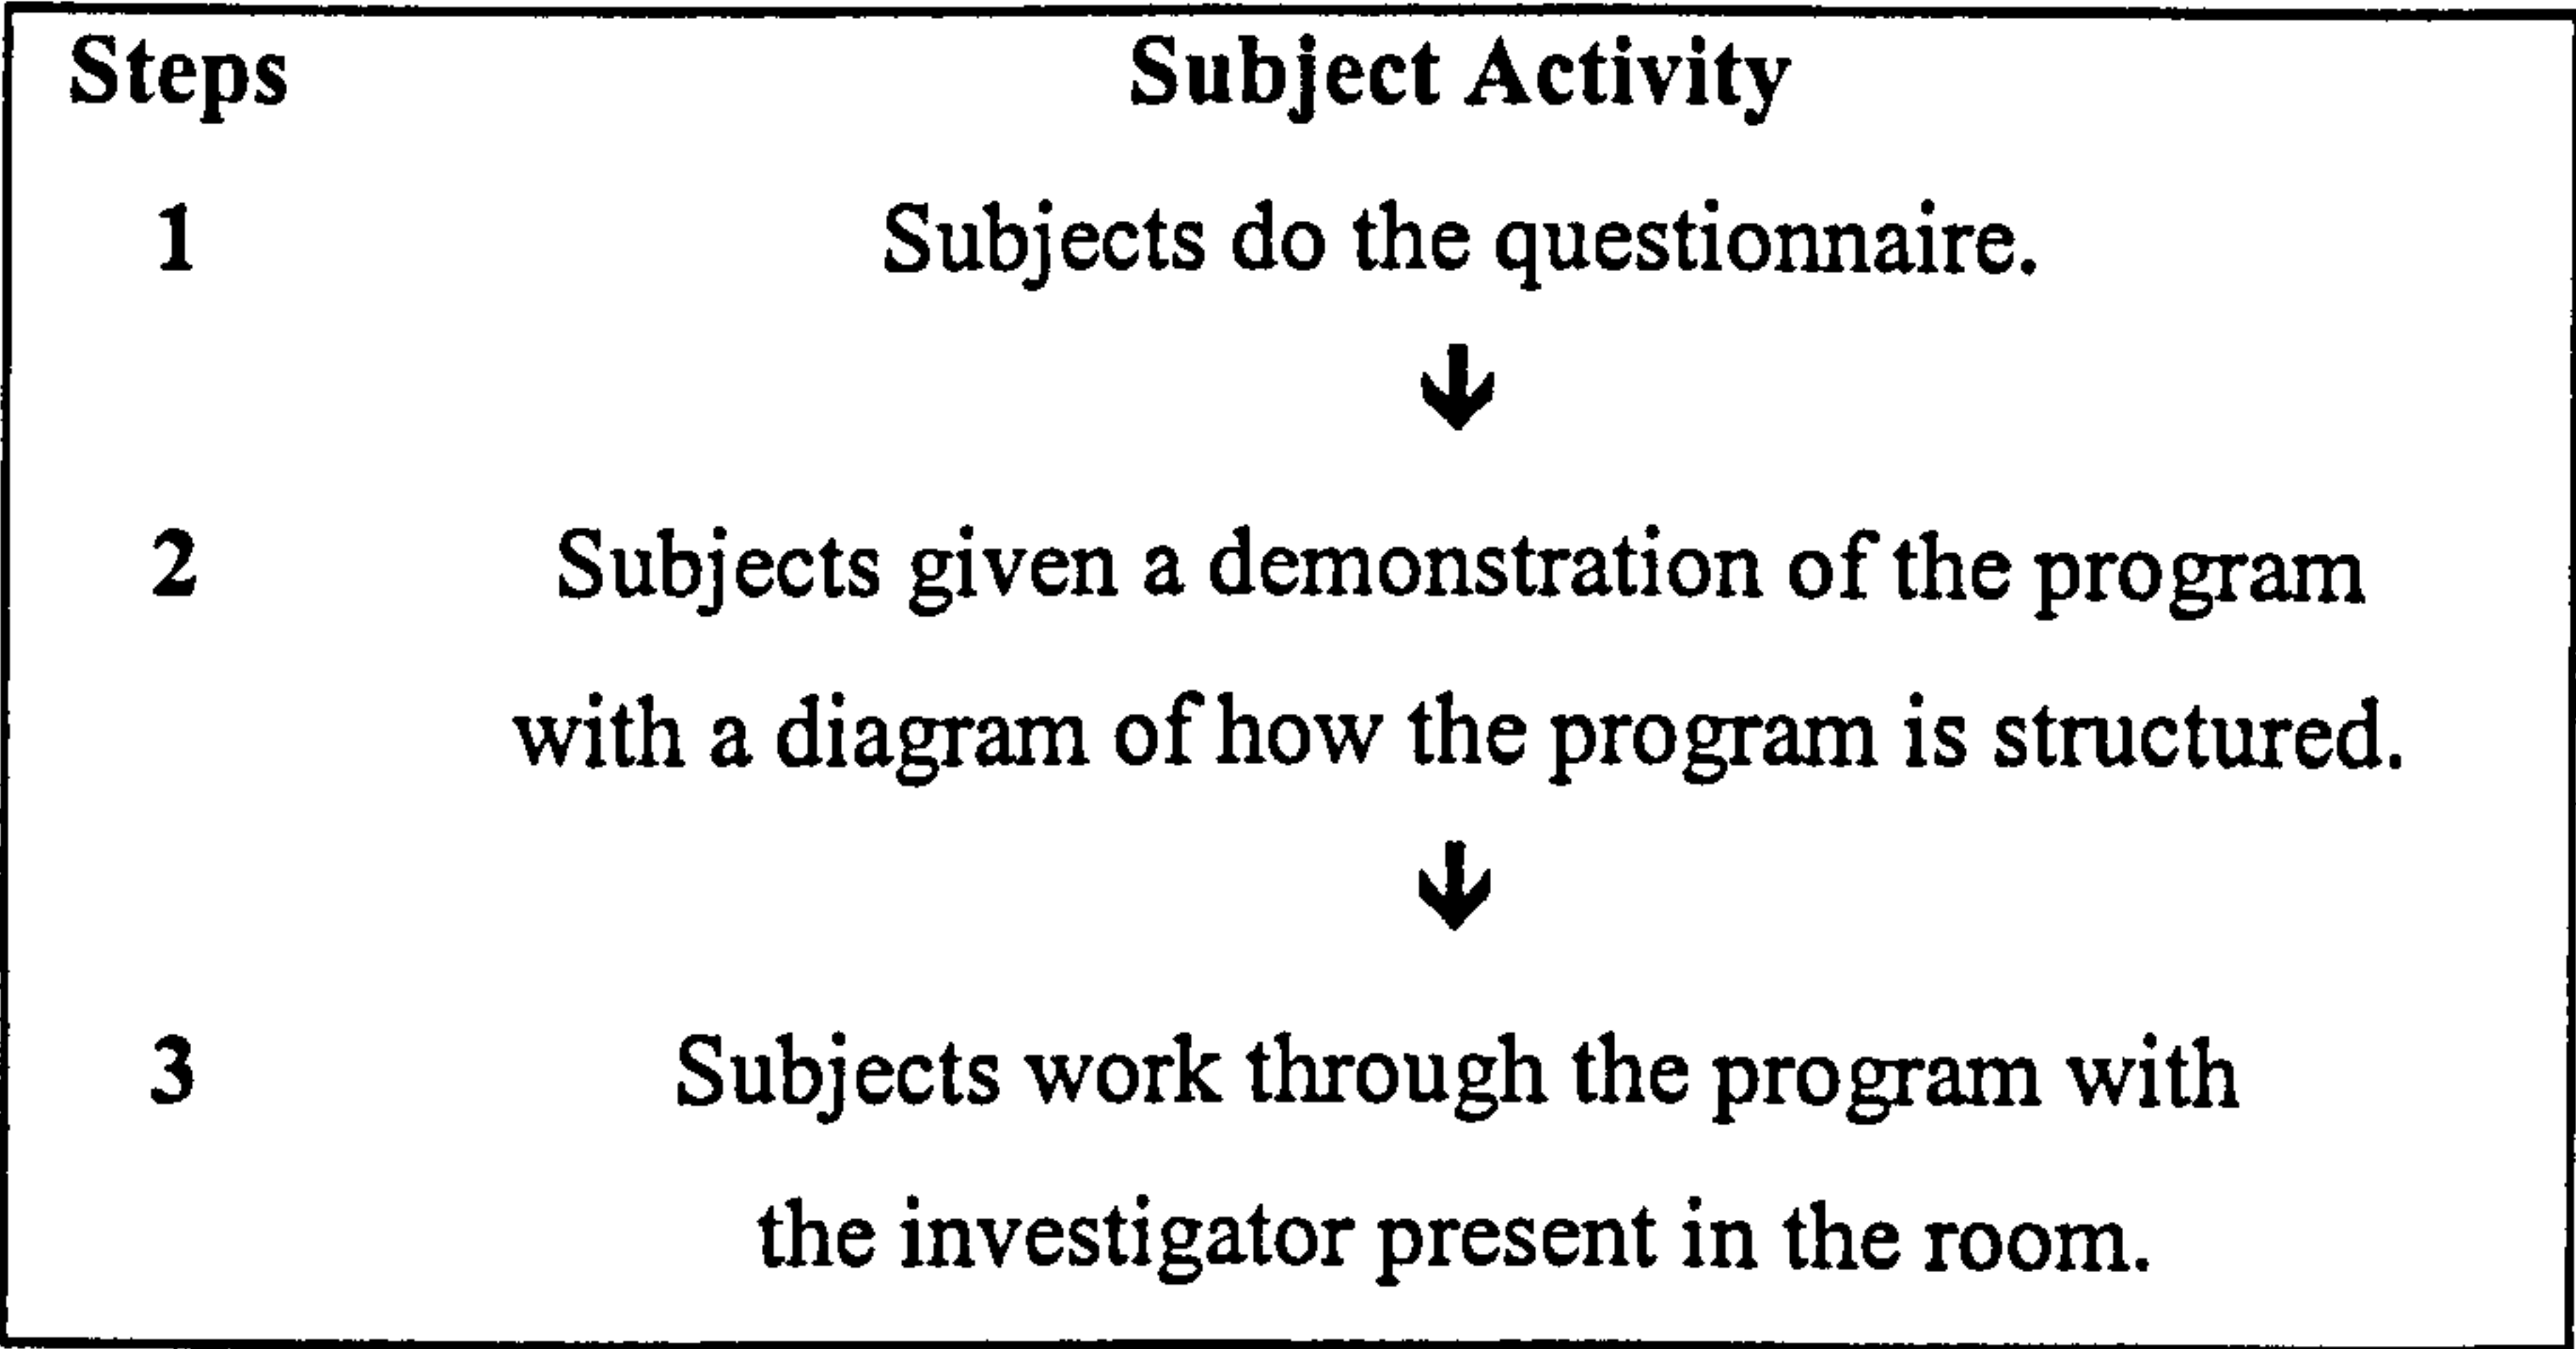 Steps Subject Activity
1 Subjects do the questionnaire.
↓
2 Subjects given a demonstration of the program
with a diagram of how the program is structured.
↓
3 Subjects work through the program with
the investigator present in the room.